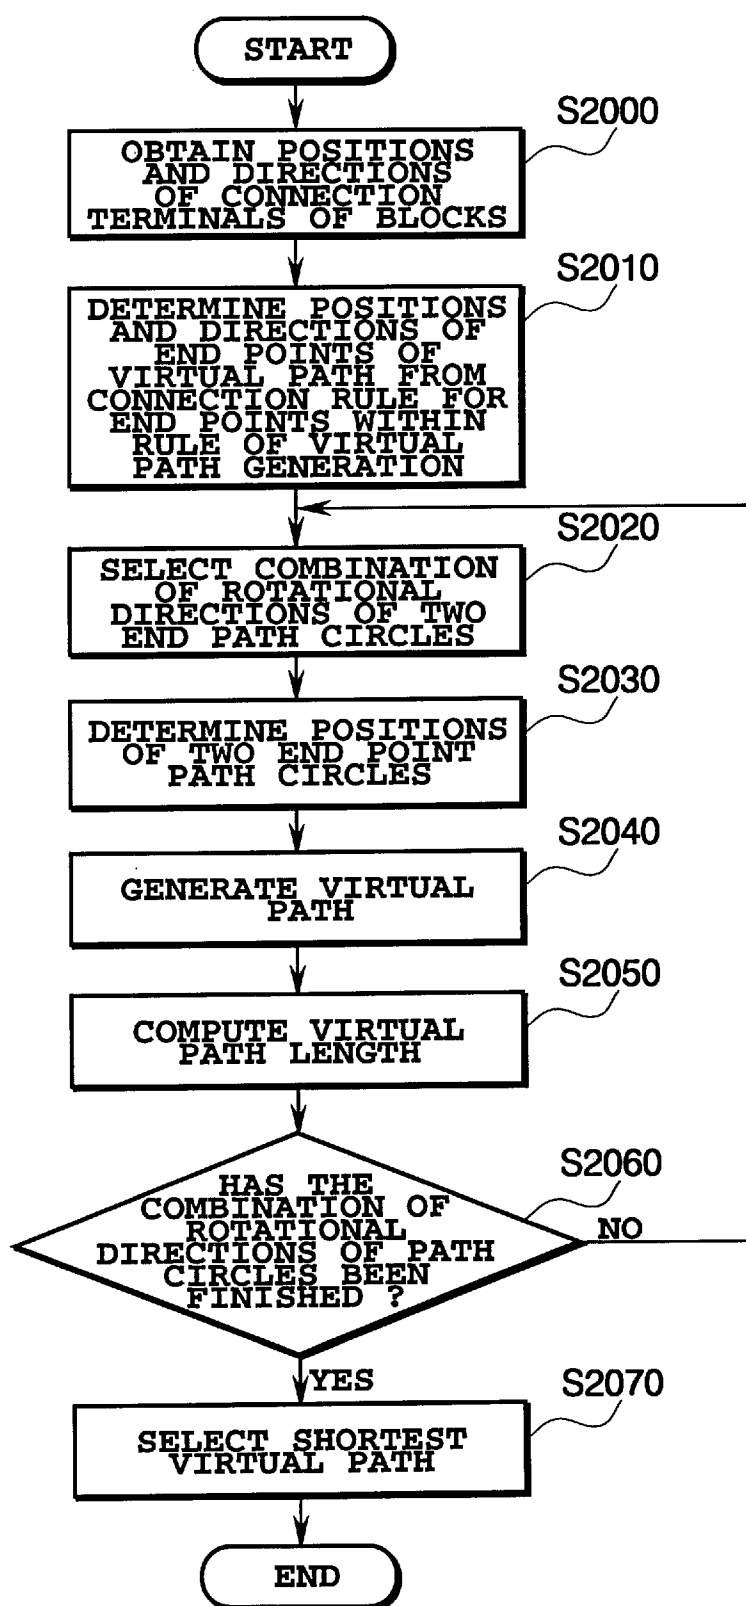 START
S2000
OBTAIN POSITIONS
AND DIRECTIONS
OF CONNECTION
TERMINALS OF BLOCKS
S2010
DETERMINE POSITIONS
AND DIRECTIONS OF
END POINTS OF
VIRTUAL PATH FROM
CONNECTION RULE FOR
END POINTS WITHIN
RULE OF VIRTUAL
PATH GENERATION
S2020
SELECT COMBINATION
OF ROTATIONAL
DIRECTIONS OF TWO
END PATH CIRCLES
S2030
DETERMINE POSITIONS
OF TWO END POINT
PATH CIRCLES
S2040
GENERATE VIRTUAL
PATH
S2050
COMPUTE VIRTUAL
PATH LENGTH
S2060
HAS THE
COMBINATION OF
ROTATIONAL
DIRECTIONS OF PATH
CIRCLES BEEN
FINISHED ?
NO
YES
S2070
SELECT SHORTEST
VIRTUAL PATH
END